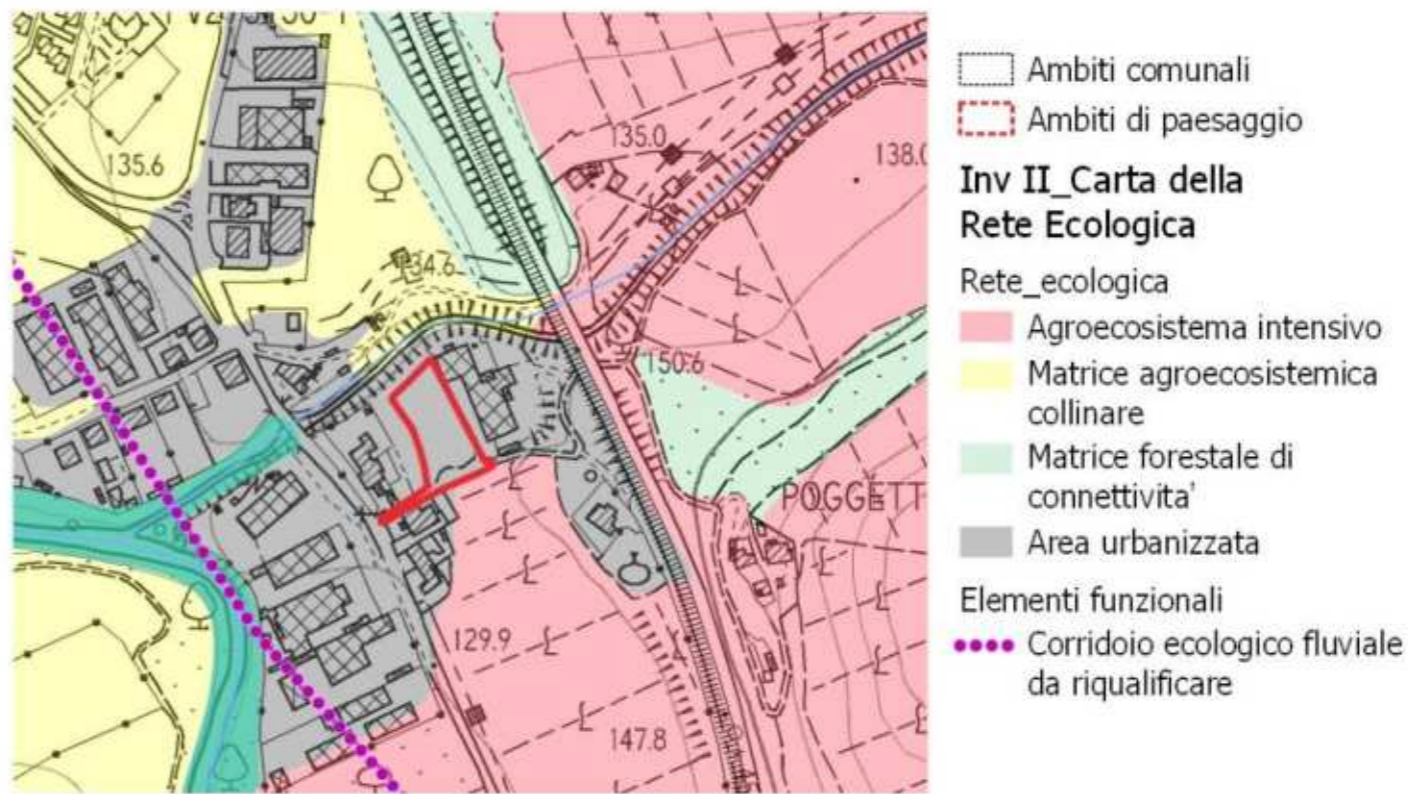 135.6
134.6
135.0
138.0
150.6
POGGETT
129.9
147.8
Ambiti comunali
Ambiti di paesaggio
Inv II_Carta della
Rete Ecologica
Rete_ecologica
Agroecosistema intensivo
Matrice agroecosistemica
collinare
Matrice forestale di
connettivita'
Area urbanizzata
Elementi funzionali
Corridoio ecologico fluviale
da riqualificare